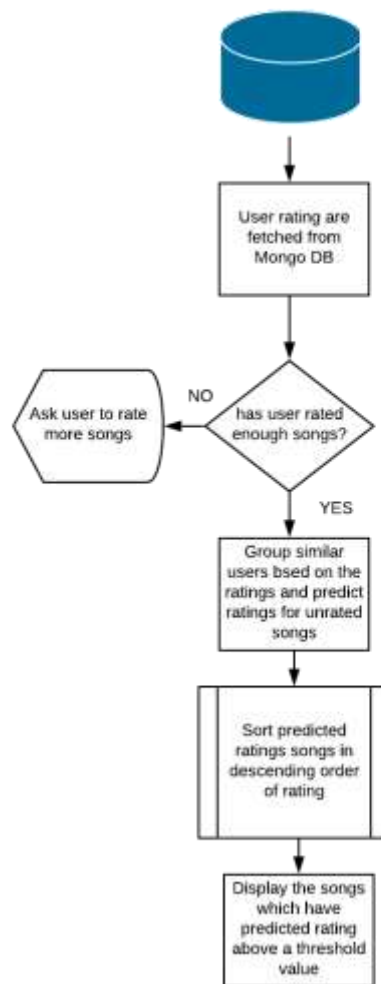 User rating are
fetched from
Mongo DB
NO
Ask user to rate
more songs
has user rated
enough songs?
YES
Group similar
users bsed on the
ratings and predict
ratings for unrated
songs
Sort predicted
ratings songs in
descending order
of rating
Display the songs
which have
predicted rating
above a threshold
value